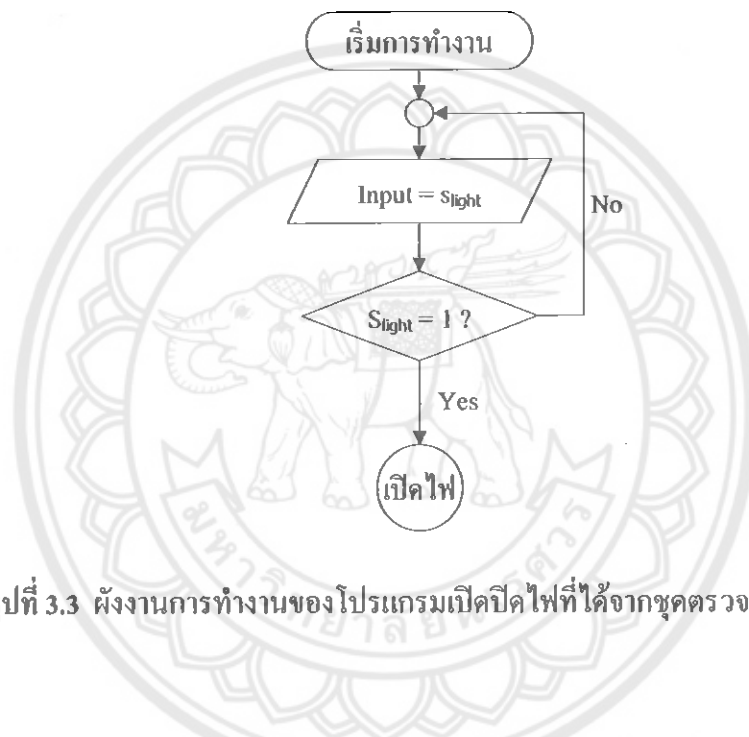 เริ่มการทำงาน
Input = slight
No
Slight = 1 ?
Yes
เปิดไฟ
ปที่ 3.3 ผังงานการทำงานของโปรแกรมเปิดปิดไฟที่ได้จากชุดตรวจ